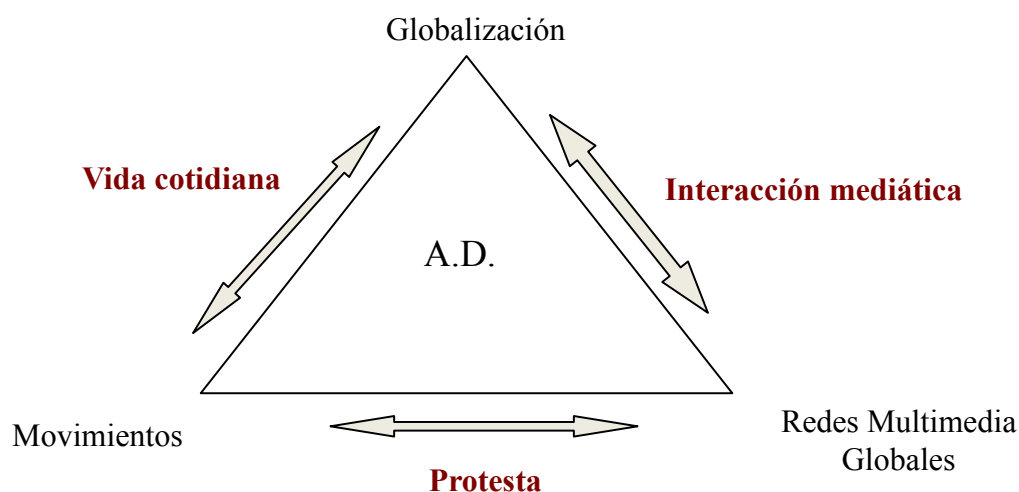 Globalización
Vida cotidiana
Interacción mediática
A.D.
Movimientos
Redes Multimedia
Globales
Protesta